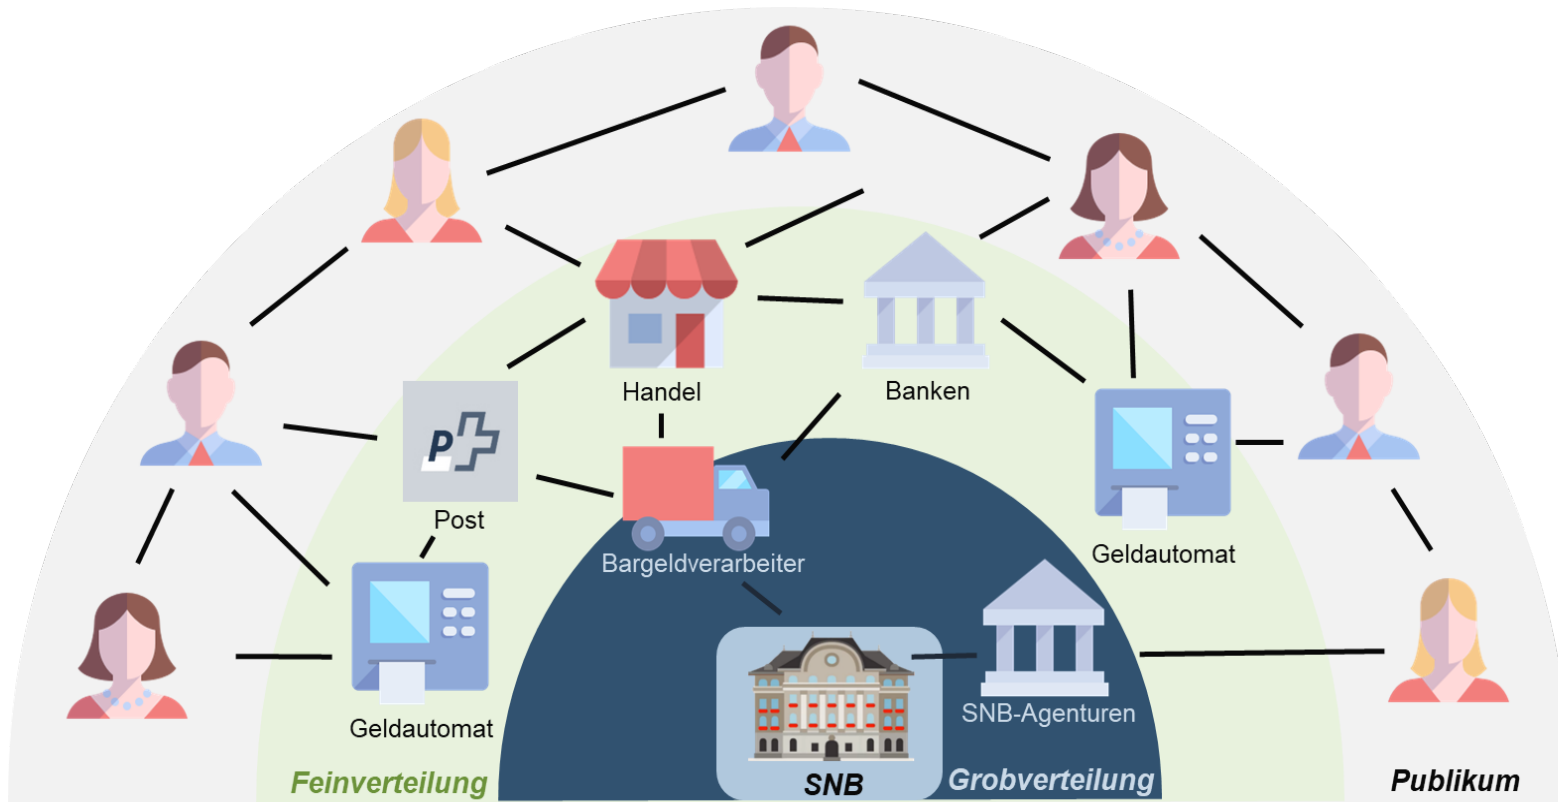 Handel
Banken
P
Post
Bargeldverarbeiter
Geldautomat
SNB-Agenturen
Geldautomat
Feinverteilung
SNB
Grobverteilung
Publikum